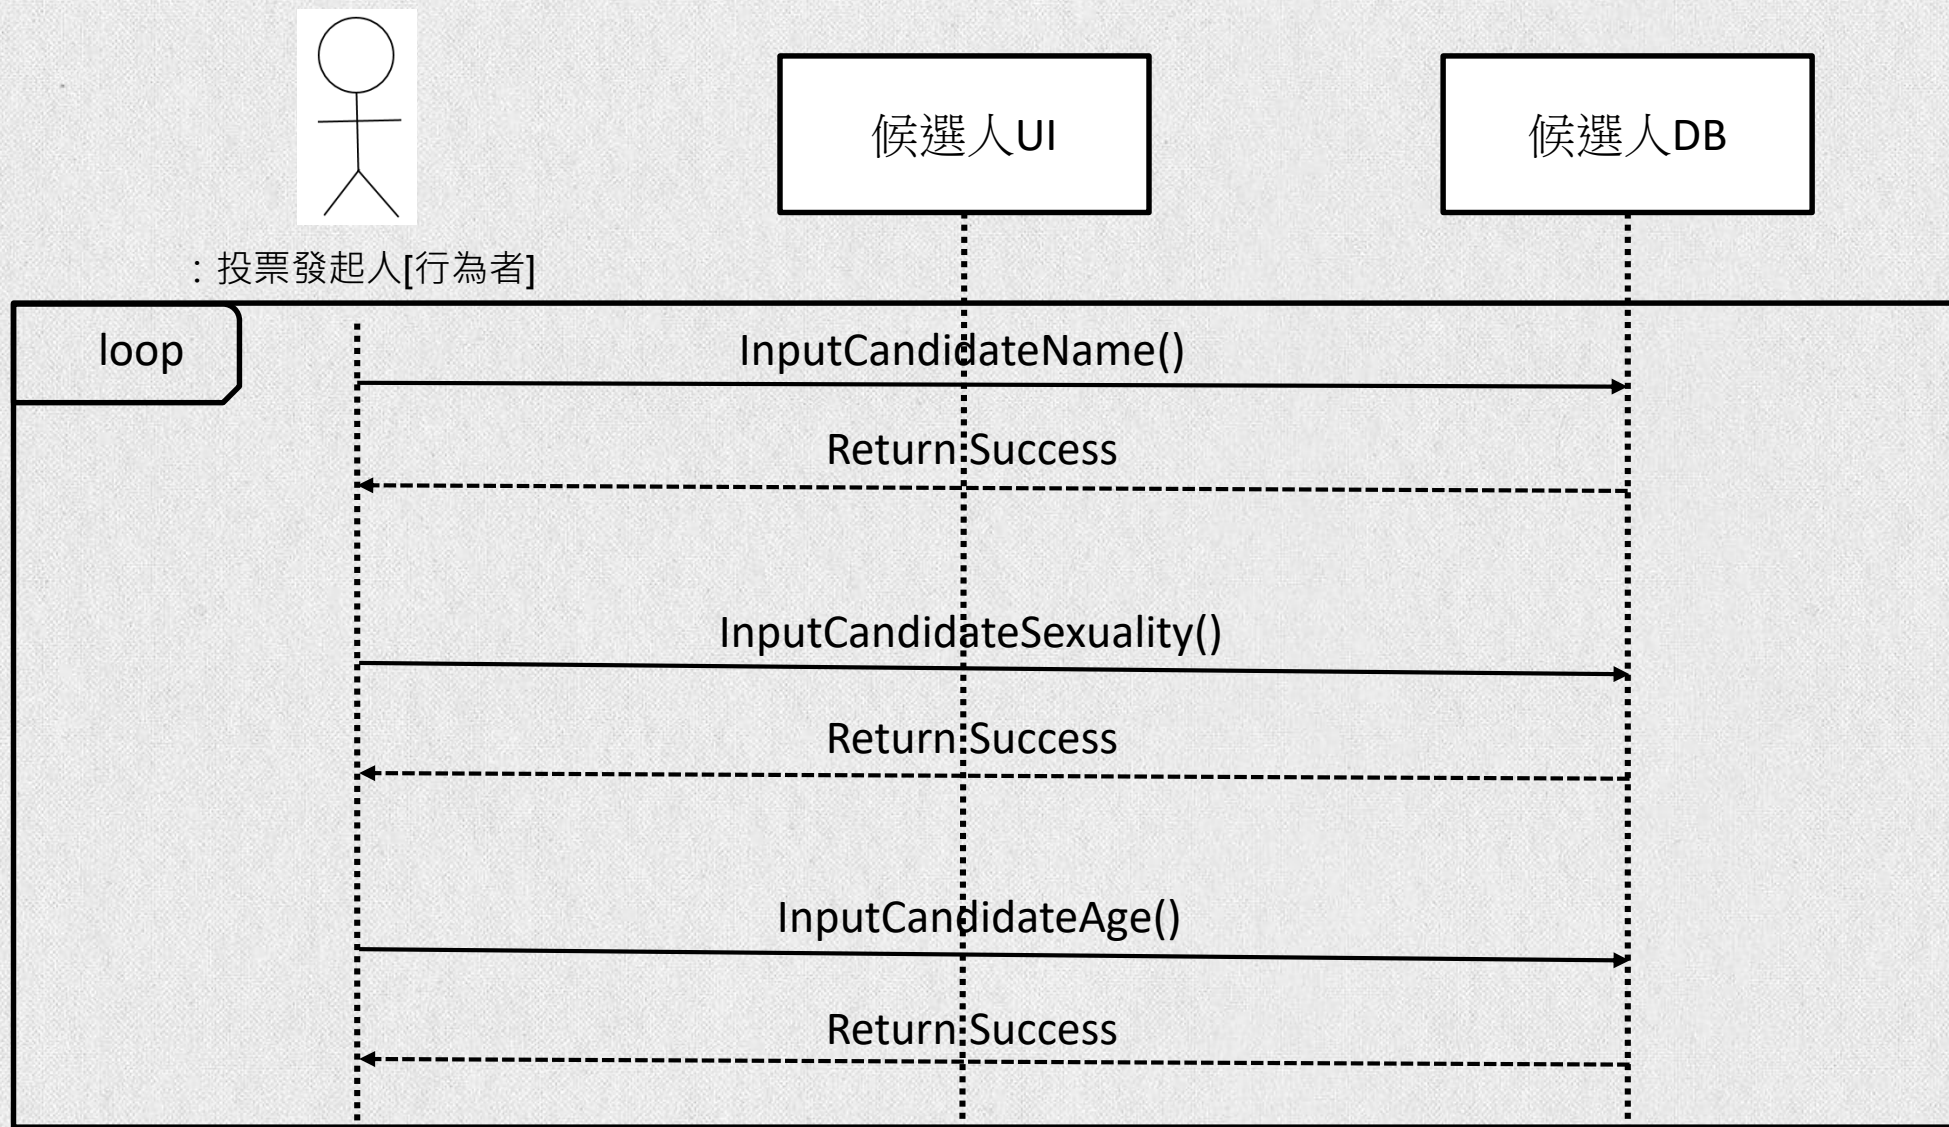 候選人UI
候選人DB
：投票發起人[行為者]
loop
InputCandidateName()
Return Success
InputCandidateSexuality()
Return Success
InputCandidateAge()
Return Success